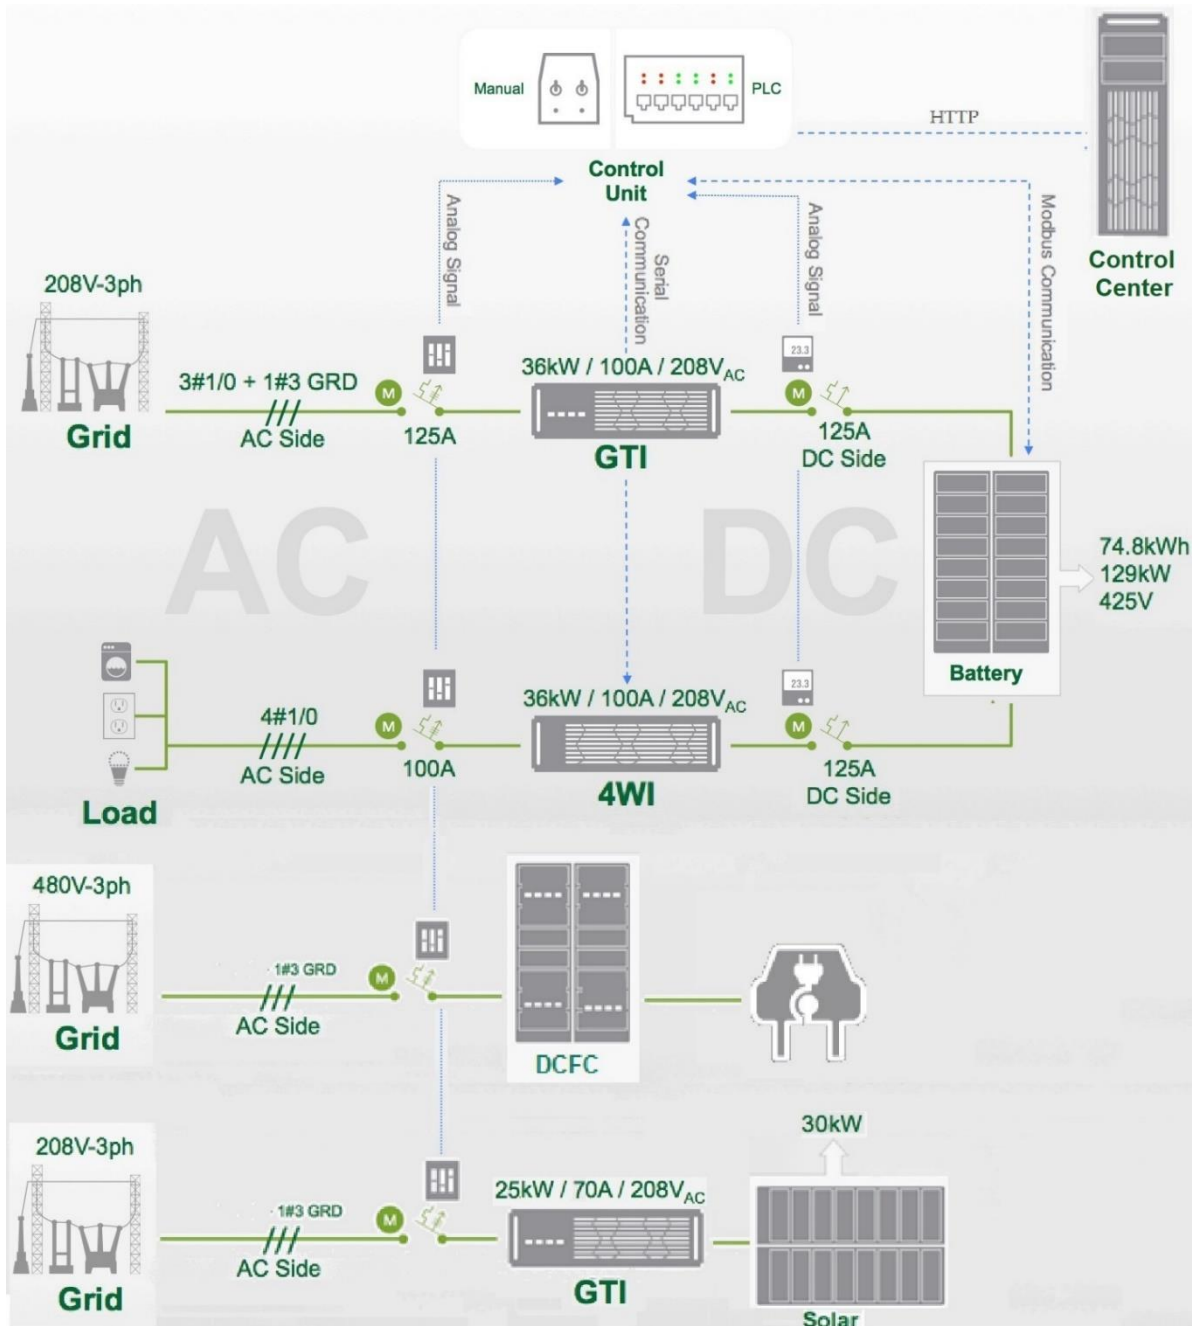 Manual
PLC
HTTP
Control
Unit
Control
Center
Analog Signal
Serial
Communication
Analog Signal
Modbus Communication
208V-3ph
3#1/0 + 1#3 GRD
AC Side
Grid
M
125A
36kW / 100A / 208VAC
GTI
23.3
M
125A
DC Side
AC
DC
74.8kWh
129kW
425V
Battery
4#1/0
AC Side
Load
M
100A
36kW / 100A / 208VAC
4WI
23.3
M
125A
DC Side
480V-3ph
1#3 GRD
AC Side
Grid
M
DCFC
208V-3ph
1#3 GRD
AC Side
Grid
M
25kW / 70A / 208VAC
GTI
30kW
Solar